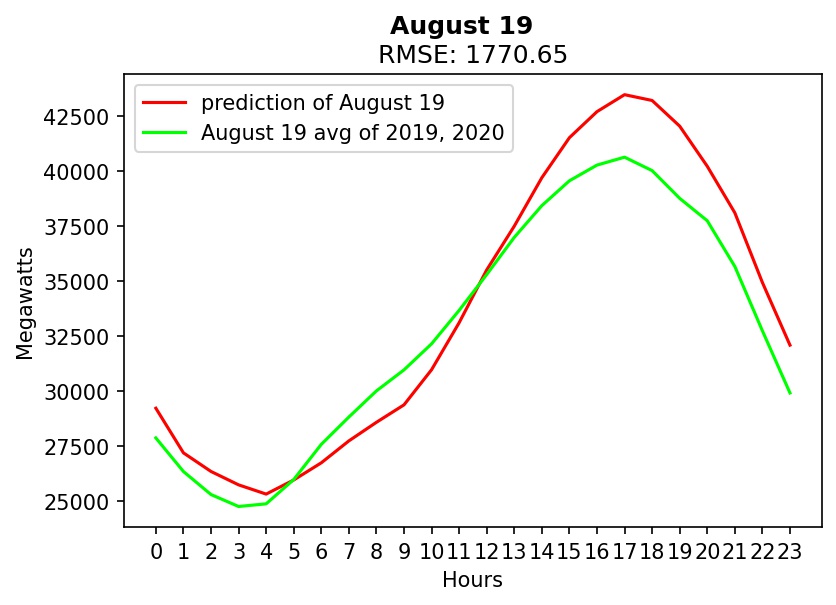 August 19
RMSE: 1770.65
prediction of August 19
August 19 avg of 2019, 2020
42500
40000
37500
35000
32500
30000
27500
25000
Megawatts
0 1 2 3 4 5 6 7 8 9 10 11 12 13 14 15 16 17 18 19 20 21 22 23
Hours